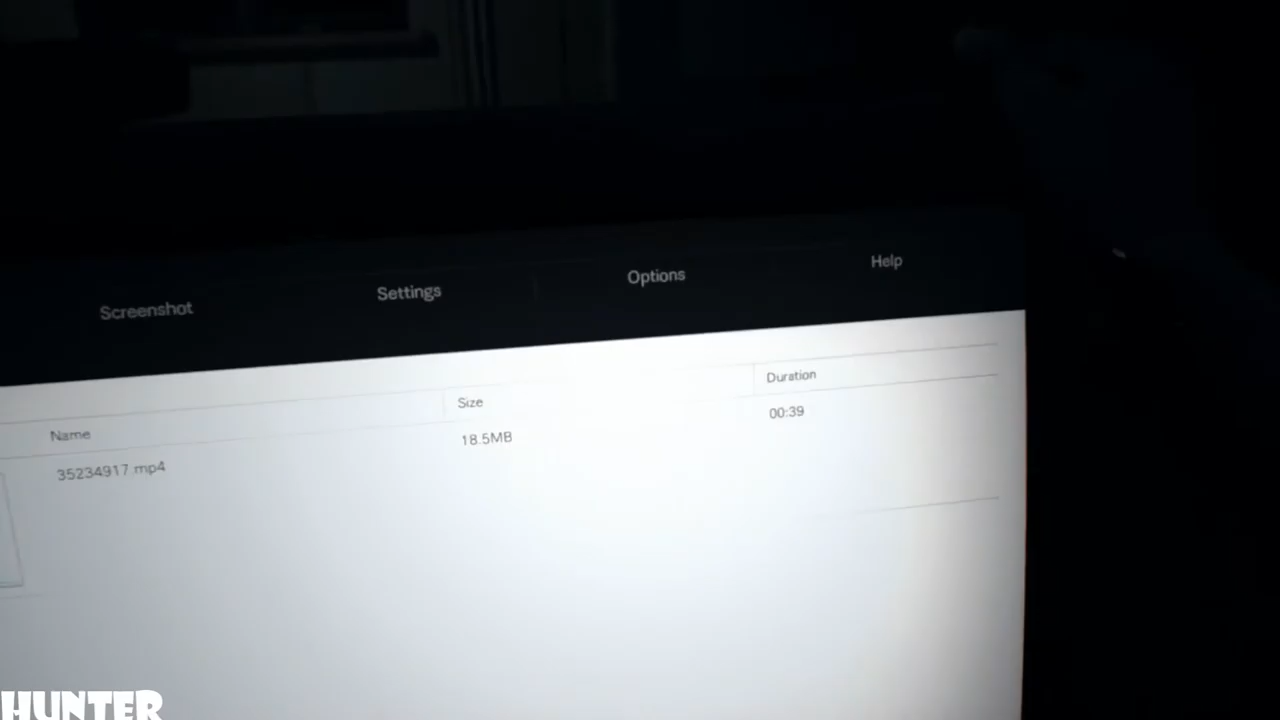 Screenshot Settings Options Help
Name Size Duration
35234917.mp4 18.5MB 00:39
HUNTER